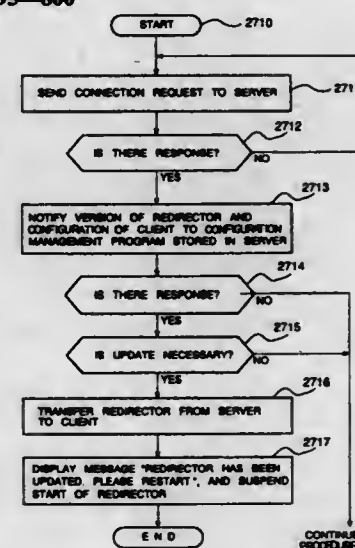 START
2710
SEND CONNECTION REQUEST TO SERVER
271
2712
IS THERE RESPONSE?
NO
YES
2713
NOTIFY VERSION OF REDIRECTOR AND
CONFIGURATION OF CLIENT TO CONFIGURATION
MANAGEMENT PROGRAM STORED IN SERVER
2714
IS THERE RESPONSE?
NO
YES
2715
IS UPDATE NECESSARY?
NO
YES
2716
TRANSFER REDIRECTOR FROM SERVER
TO CLIENT
2717
DISPLAY MESSAGE "REDIRECTOR HAS BEEN
UPDATED, PLEASE RESTART", AND SUSPEND
START OF REDIRECTOR
END
CONTINUE